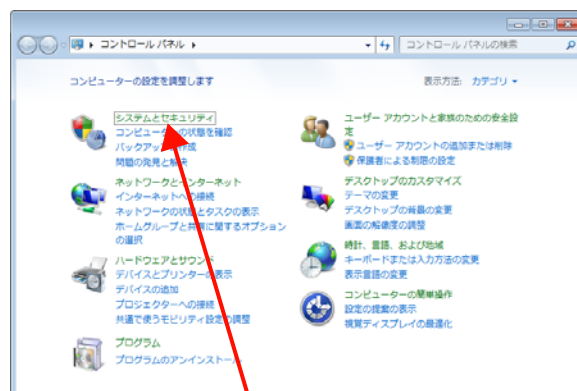 コントロール パネル
コントロール パネルの検索
コンピューターの設定を調整します
表示方法: カテゴリ
システムとセキュリティ
コンピューターの状態を確認
バックアップの作成
問題の発見と解決
ネットワークとインターネット
インターネットへの接続
ネットワークの状態とタスクの表示
ホームグループと共有に関するオプション
の選択
ハードウェアとサウンド
デバイスとプリンターの表示
デバイスの追加
プロジェクターへの接続
共通で使うモビリティ設定の調整
プログラム
プログラムのアンインストール
ユーザー アカウントと家族のための安全設
定
ユーザー アカウントの追加または削除
保護者による制限の設定
デスクトップのカスタマイズ
テーマの変更
デスクトップの背景の変更
画面の解像度の調整
時計、言語、および地域
キーボードまたは入力方法の変更
表示言語の変更
コンピューターの簡単操作
設定の提案の表示
視覚ディスプレイの最適化